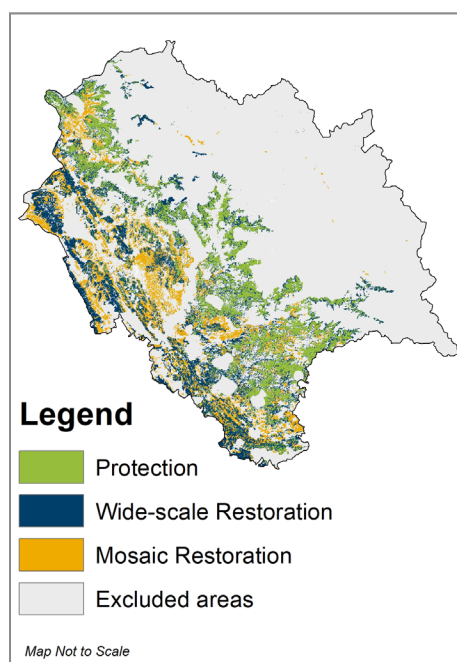 Legend
Protection
Wide-scale Restoration
Mosaic Restoration
Excluded areas
Map Not to Scale